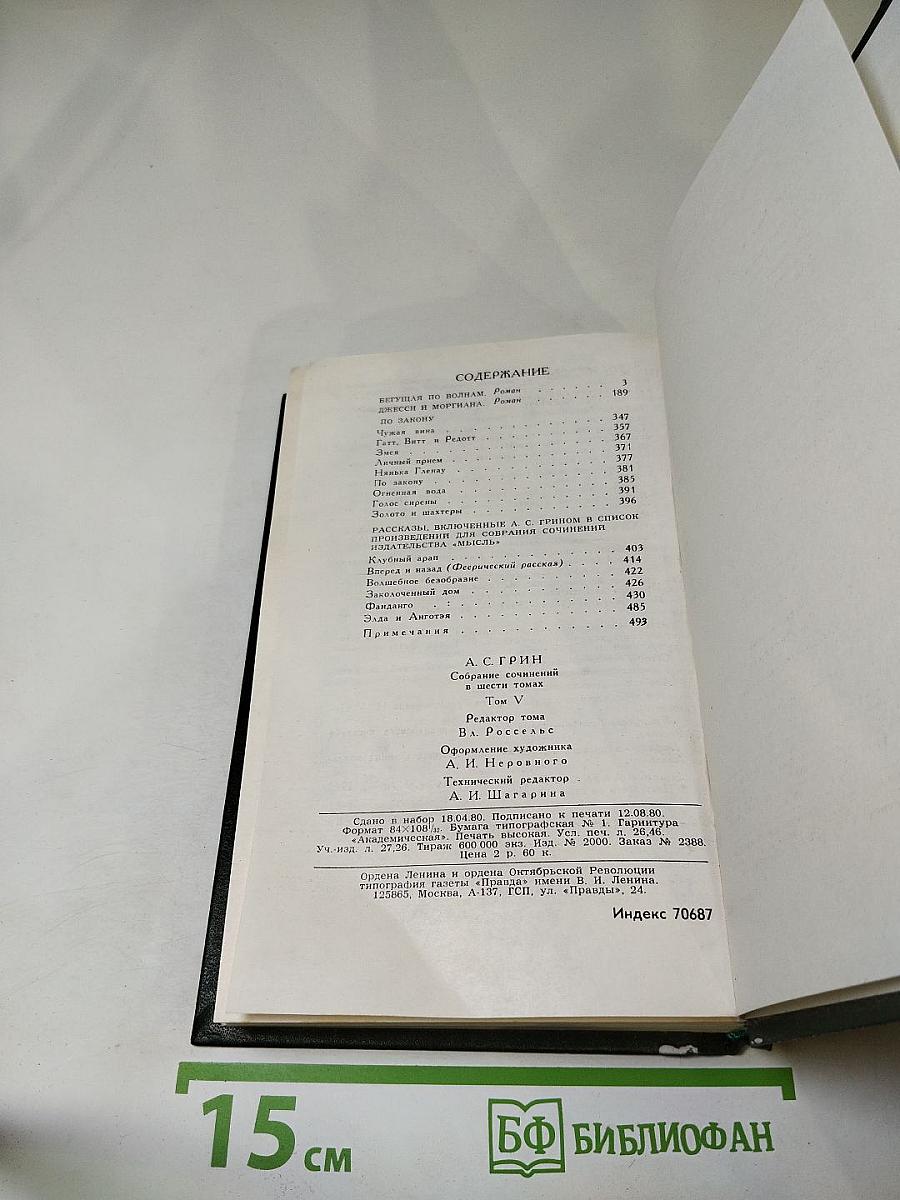 СОДЕРЖАНИЕ
БЕГУЩАЯ ПО ВОЛНАМ. Роман . . . . . . 3
ДЖЕССИ И МОРГИАНА. Роман . . . . . . 189
ПО ЗАКОНУ
Чужая вина . . . . . . . . . . . . 347
Гатт, Витт и Редотт . . . . . . . . . 357
Змея . . . . . . . . . . . . . . 367
Личный прием . . . . . . . . . . . 371
Нянька Гленау . . . . . . . . . . . 377
По закону . . . . . . . . . . . . 381
Огненная вода . . . . . . . . . . . 385
Голос сирены . . . . . . . . . . . 391
Золото и шахтеры . . . . . . . . . . 396
РАССКАЗЫ, ВКЛЮЧЕННЫЕ А. С. ГРИНОМ В СПИСОК
ПРОИЗВЕДЕНИЙ ДЛЯ СОБРАНИЯ СОЧИНЕНИЙ
ИЗДАТЕЛЬСТВА «МЫСЛЬ»
Клубный арап . . . . . . . . . . . 403
Вперед и назад (Феерический рассказ) . . . . 414
Волшебное безобразие . . . . . . . . 422
Заколоченный дом . . . . . . . . . . 426
Фанданго . . . . . . . . . . . . 430
Элда и Анготэя . . . . . . . . . . 485
Примечания . . . . . . . . . . . 493
А. С. ГРИН
Собрание сочинений
в шести томах
Том V
Редактор тома
Вл. Россельс
Оформление художника
А. И. Неровного
Технический редактор
А. И. Шагарина
Сдано в набор 18.04.80. Подписано к печати 12.08.80.
Формат 84×108¹/₃₂. Бумага типографская № 1. Гарнитура
«Академическая». Печать высокая. Усл. печ. л. 26,46.
Уч.-изд. л. 27,26. Тираж 600 000 экз. Изд. № 2000. Заказ № 2388.
Цена 2 р. 60 к.
Ордена Ленина и ордена Октябрьской Революции
типография газеты «Правда» имени В. И. Ленина.
125865, Москва, А-137, ГСП, ул. «Правды», 24.
Индекс 70687
15 см
БФ БИБЛИОФАН